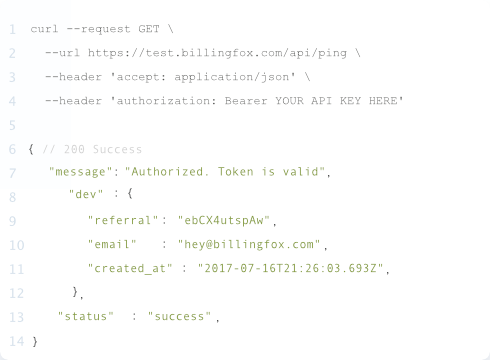 1 curl --request GET \
2 --url https://test.billingfox.com/api/ping \
3 --header 'accept: application/json' \
4 --header 'authorization: Bearer YOUR API KEY HERE'
5
6 { // 200 Success
7 "message": "Authorized. Token is valid",
8 "dev" : {
9 "referral": "ebCX4utspAw",
10 "email" : "hey@billingfox.com",
11 "created_at" : "2017-07-16T21:26:03.693Z",
12 },
13 "status" : "success",
14 }